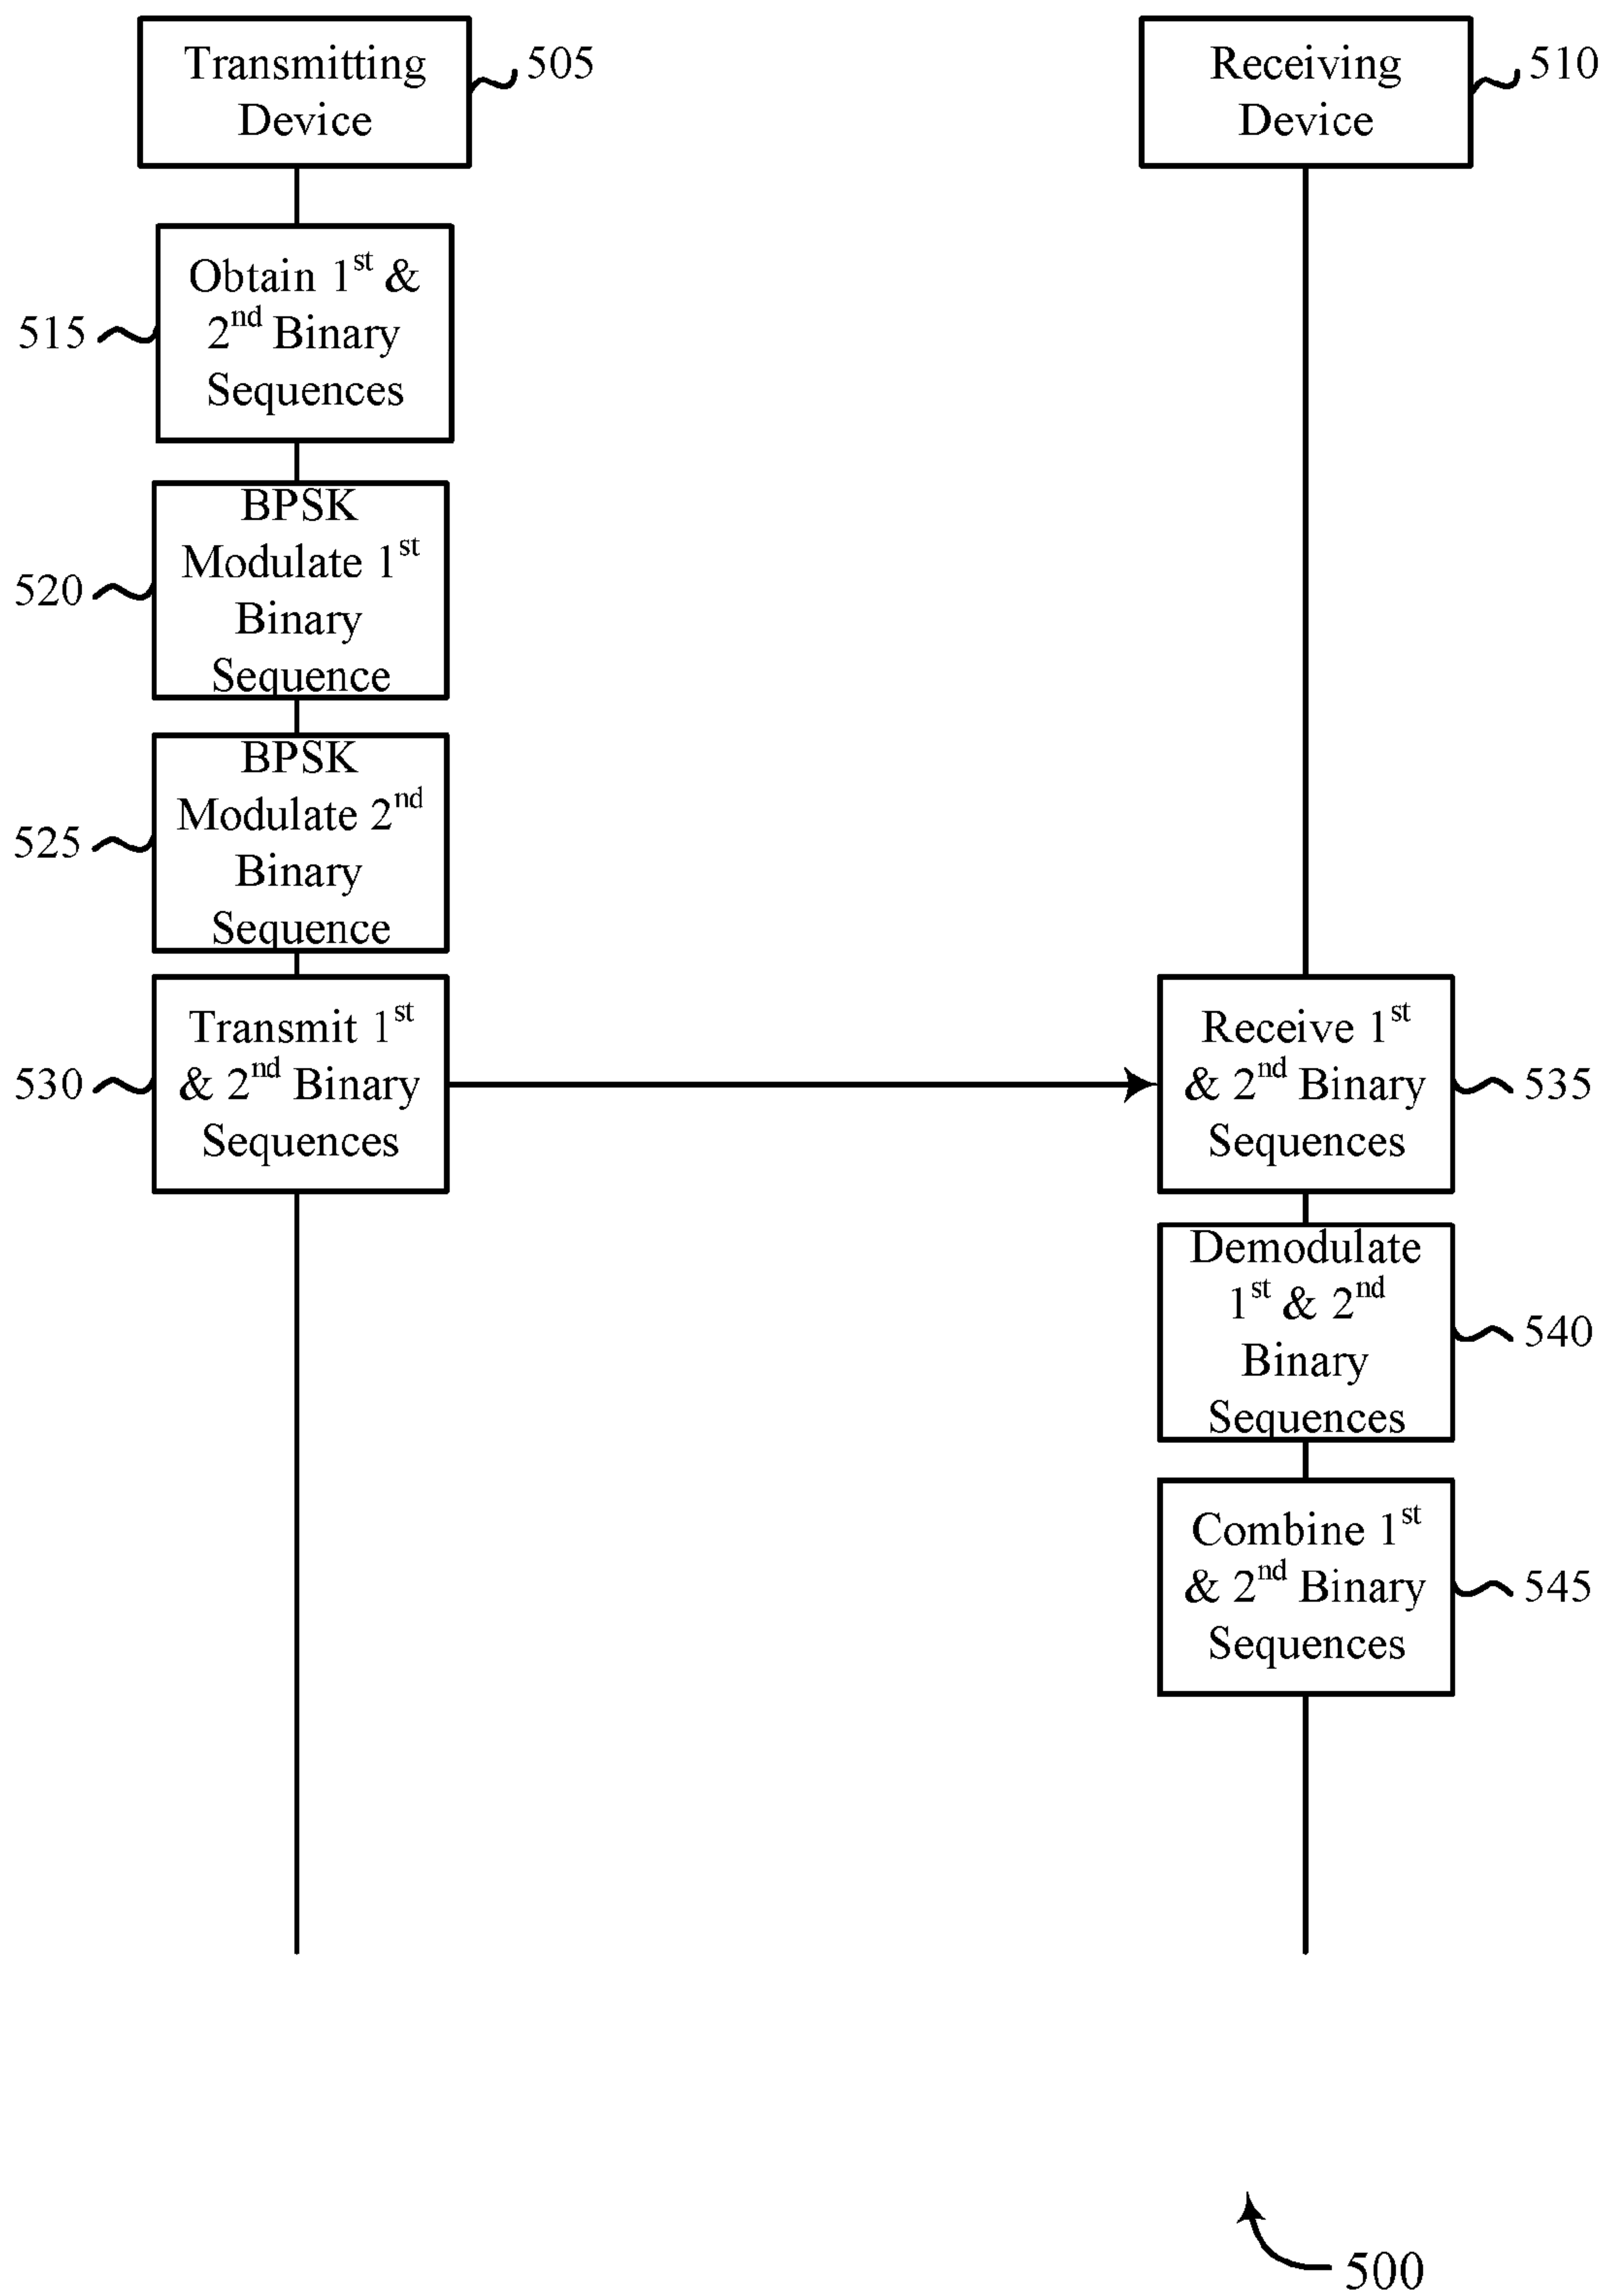 Transmitting
Device
505
Receiving
Device
510
515
Obtain 1st &
2nd Binary
Sequences
520
BPSK
Modulate 1st
Binary
Sequence
525
BPSK
Modulate 2nd
Binary
Sequence
530
Transmit 1st
& 2nd Binary
Sequences
Receive 1st
& 2nd Binary
Sequences
535
Demodulate
1st & 2nd
Binary
Sequences
540
Combine 1st
& 2nd Binary
Sequences
545
500